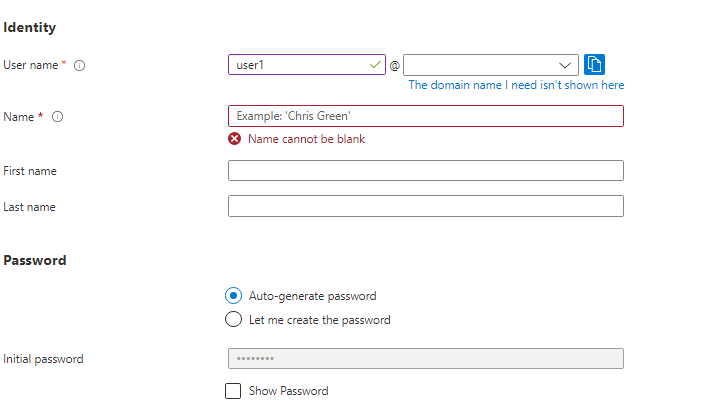 Identity
User name * user1 @
The domain name I need isn't shown here
Name * Example: 'Chris Green'
Name cannot be blank
First name
Last name
Password
Auto-generate password
Let me create the password
Initial password ••••••••
Show Password